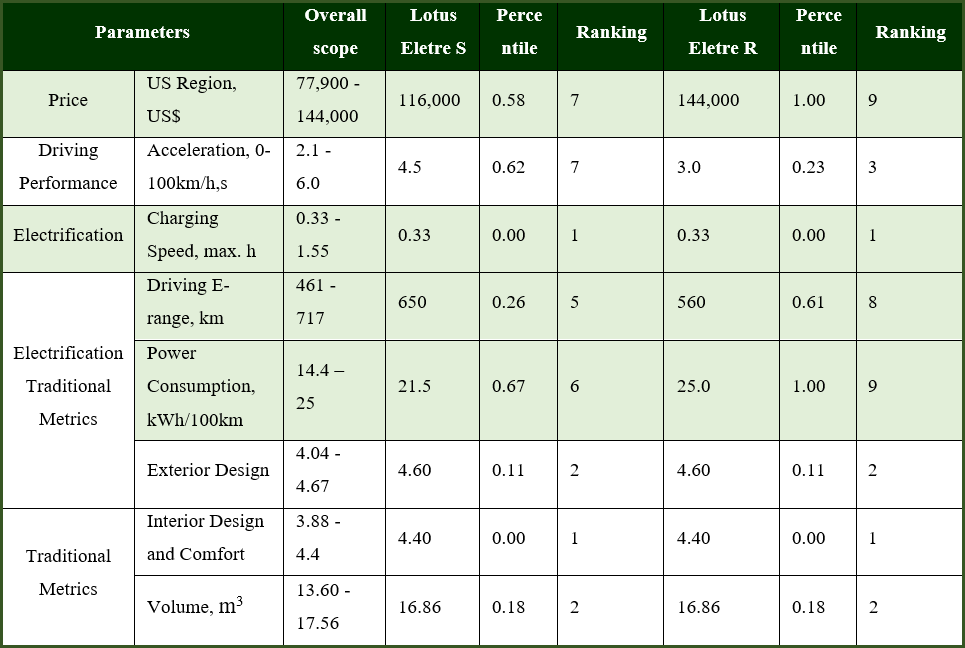 Parameters
Overall
scope
Lotus
Eletre S
Perce
ntile
Ranking
Lotus
Eletre R
Perce
ntile
Ranking
Price
US Region,
US$
77,900 -
144,000
116,000
0.58
7
144,000
1.00
9
Driving
Performance
Acceleration, 0-
100km/h,s
2.1 -
6.0
4.5
0.62
7
3.0
0.23
3
Electrification
Charging
Speed, max. h
0.33 -
1.55
0.33
0.00
1
0.33
0.00
1
Electrification
Traditional
Metrics
Driving E-
range, km
461 -
717
650
0.26
5
560
0.61
8
Power
Consumption,
kWh/100km
14.4 –
25
21.5
0.67
6
25.0
1.00
9
Exterior Design
4.04 -
4.67
4.60
0.11
2
4.60
0.11
2
Traditional
Metrics
Interior Design
and Comfort
3.88 -
4.4
4.40
0.00
1
4.40
0.00
1
Volume, m³
13.60 -
17.56
16.86
0.18
2
16.86
0.18
2